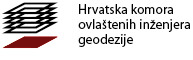 Hrvatska komora
ovlaštenih inženjera
geodezije